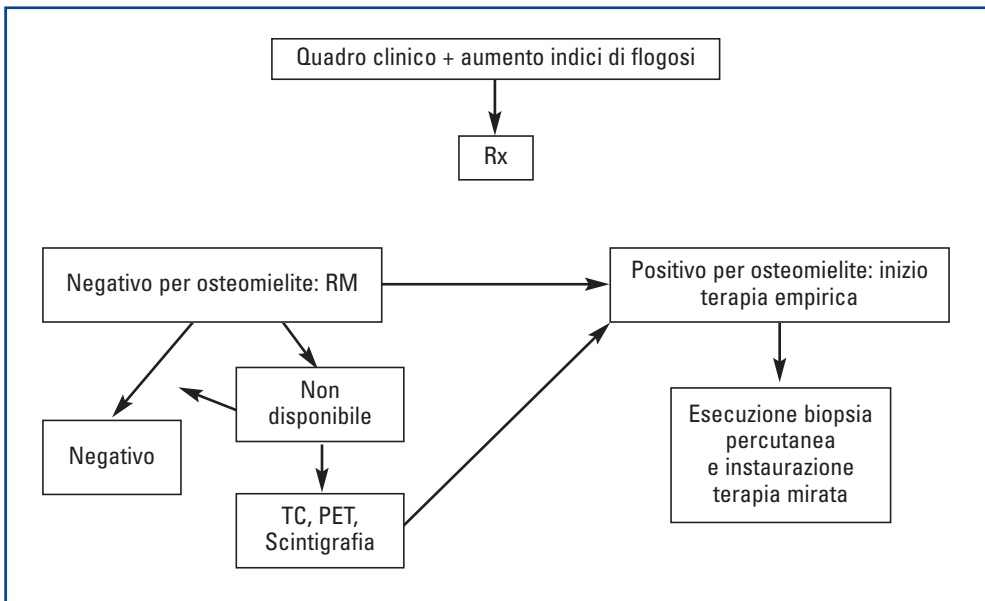 Quadro clinico + aumento indici di flogosi
Rx
Negativo per osteomielite: RM
Positivo per osteomielite: inizio
terapia empirica
Non
disponibile
Negativo
TC, PET,
Scintigrafia
Esecuzione biopsia
percutanea
e instaurazione
terapia mirata